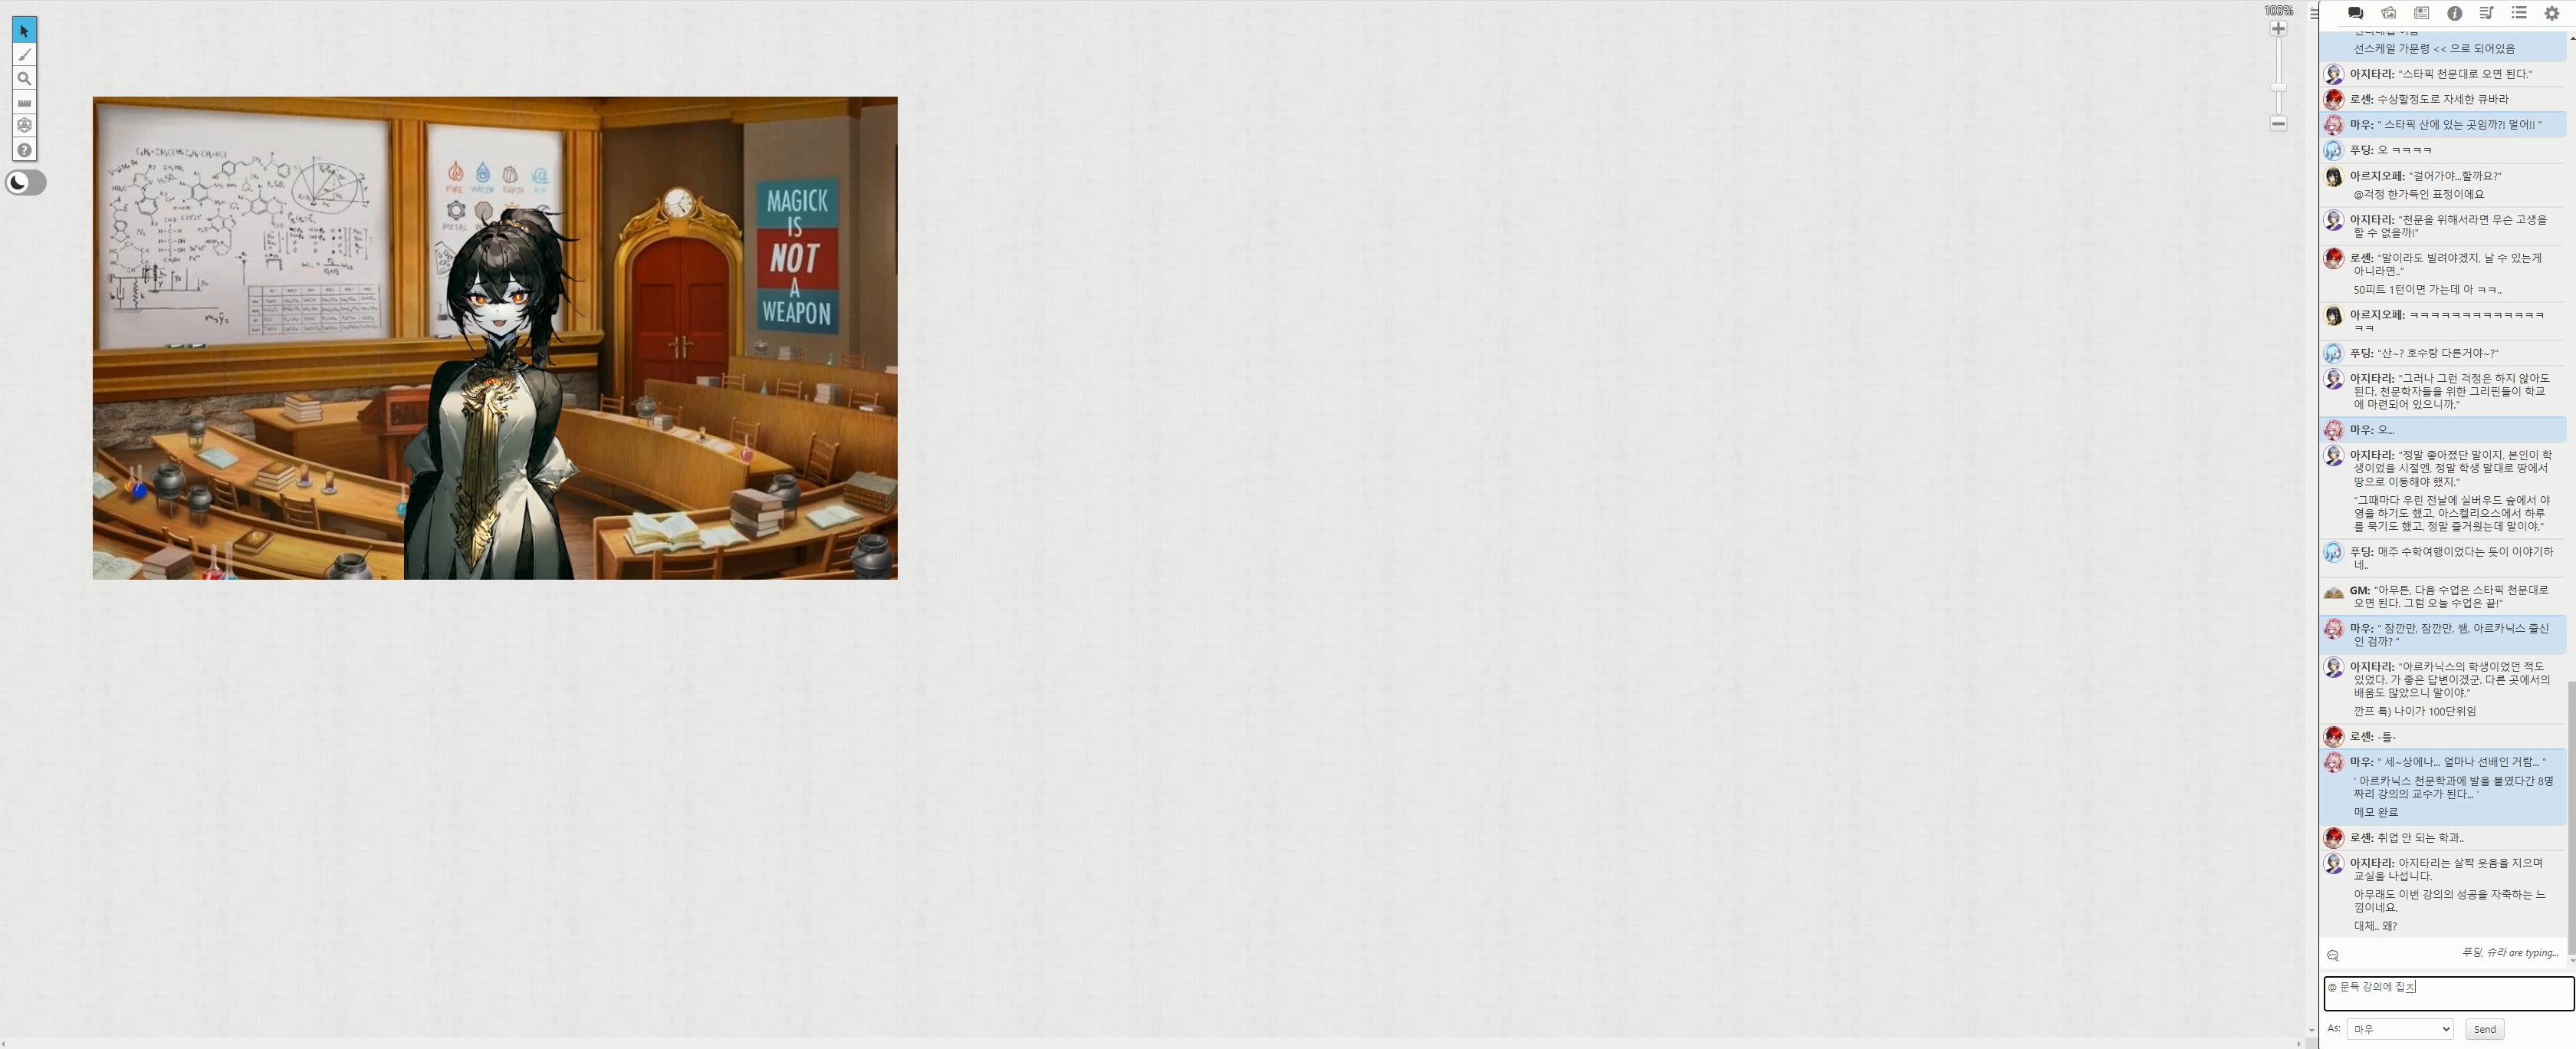 100%
FIRE WATER EARTH AIR
METAL
MAGICK
IS
NOT
A
WEAPON
선스케일 가문령 << 으로 되어있음
아지타리: "스타픽 천문대로 오면 된다."
로센: 수상할정도로 자세한 큐바라
마우: " 스타픽 산에 있는 곳임까?! 멀어!! "
푸딩: 오 ㅋㅋㅋㅋ
아르지오페: "걸어가야...할까요?"
@걱정 한가득인 표정이에요
아지타리: "천문을 위해서라면 무슨 고생을
할 수 없을까!"
로센: "말이라도 빌려야겠지, 날 수 있는게
아니라면.."
50피트 1턴이면 가는데 아 ㅋㅋ..
아르지오페: ㅋㅋㅋㅋㅋㅋㅋㅋㅋㅋㅋㅋㅋ
ㅋㅋ
푸딩: "산~? 호수랑 다른거야~?"
아지타리: "그러나 그런 걱정은 하지 않아도
된다, 천문학자들을 위한 그리핀들이 학교
에 마련되어 있으니까."
마우: 오...
아지타리: "정말 좋아졌단 말이지, 본인이 학
생이었을 시절엔, 정말 학생 말대로 땅에서
땅으로 이동해야 했지."
"그때마다 우린 전날에 실버우드 숲에서 야
영을 하기도 했고, 아스켈리오스에서 하루
를 묵기도 했고, 정말 즐거웠는데 말이야."
푸딩: 매주 수학여행이었다는 듯이 이야기하
네..
GM: "아무튼, 다음 수업은 스타픽 천문대로
오면 된다, 그럼 오늘 수업은 끝!"
마우: " 잠깐만, 잠깐만, 쌤, 아르카닉스 출신
인 검까? "
아지타리: "아르카닉스의 학생이었던 적도
있었다, 가 좋은 답변이겠군, 다른 곳에서의
배움도 많았으니 말이야."
깐프 특) 나이가 100단위임
로센: -틀-
마우: " 세~상에나... 얼마나 선배인 거람... "
' 아르카닉스 천문학과에 발을 붙였다간 8명
짜리 강의의 교수가 된다... '
메모 완료
로센: 취업 안 되는 학과..
아지타리: 아지타리는 살짝 웃음을 지으며
교실을 나섭니다.
아무래도 이번 강의의 성공을 자축하는 느
낌이네요.
대체.. 왜?
푸딩, 슈라 are typing...
@ 문득 강의에 집ㅈ
As: 마우 Send